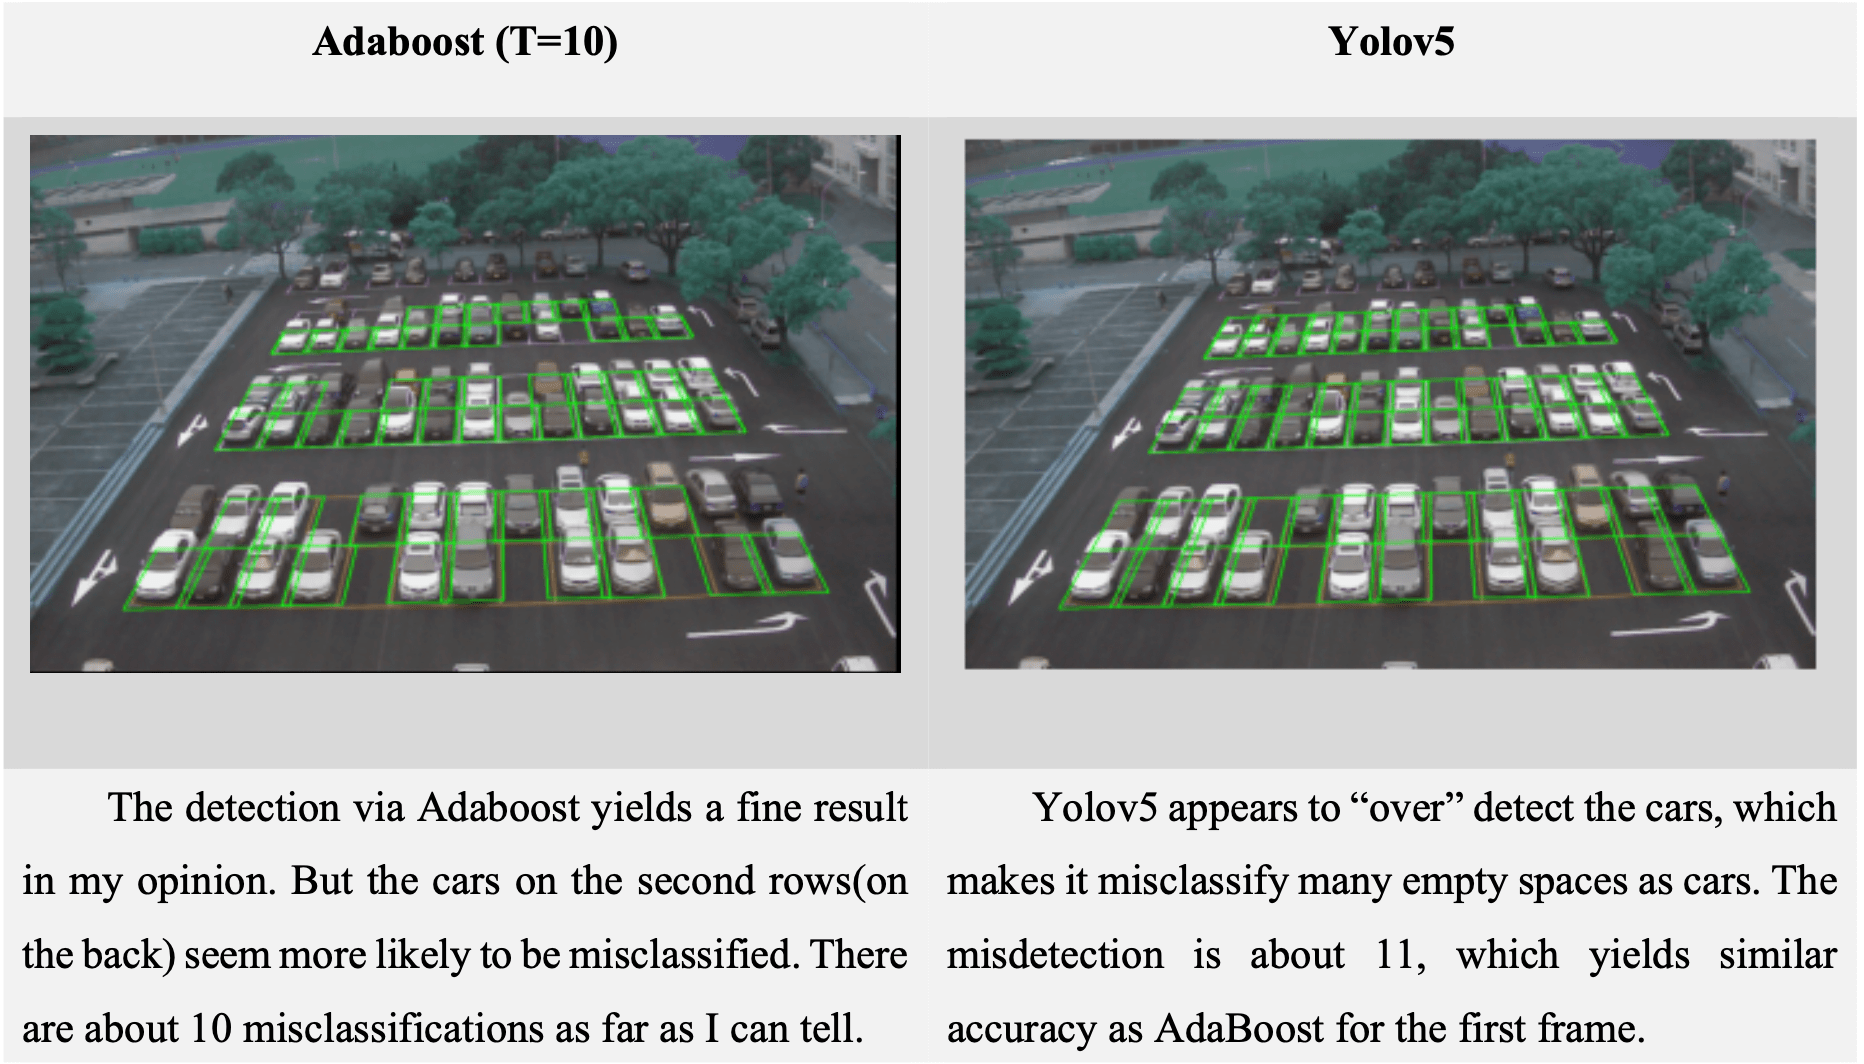 Adaboost (T=10)
Yolov5
The detection via Adaboost yields a fine result
in my opinion. But the cars on the second rows(on
the back) seem more likely to be misclassified. There
are about 10 misclassifications as far as I can tell.
Yolov5 appears to “over” detect the cars, which
makes it misclassify many empty spaces as cars. The
misdetection is about 11, which yields similar
accuracy as AdaBoost for the first frame.